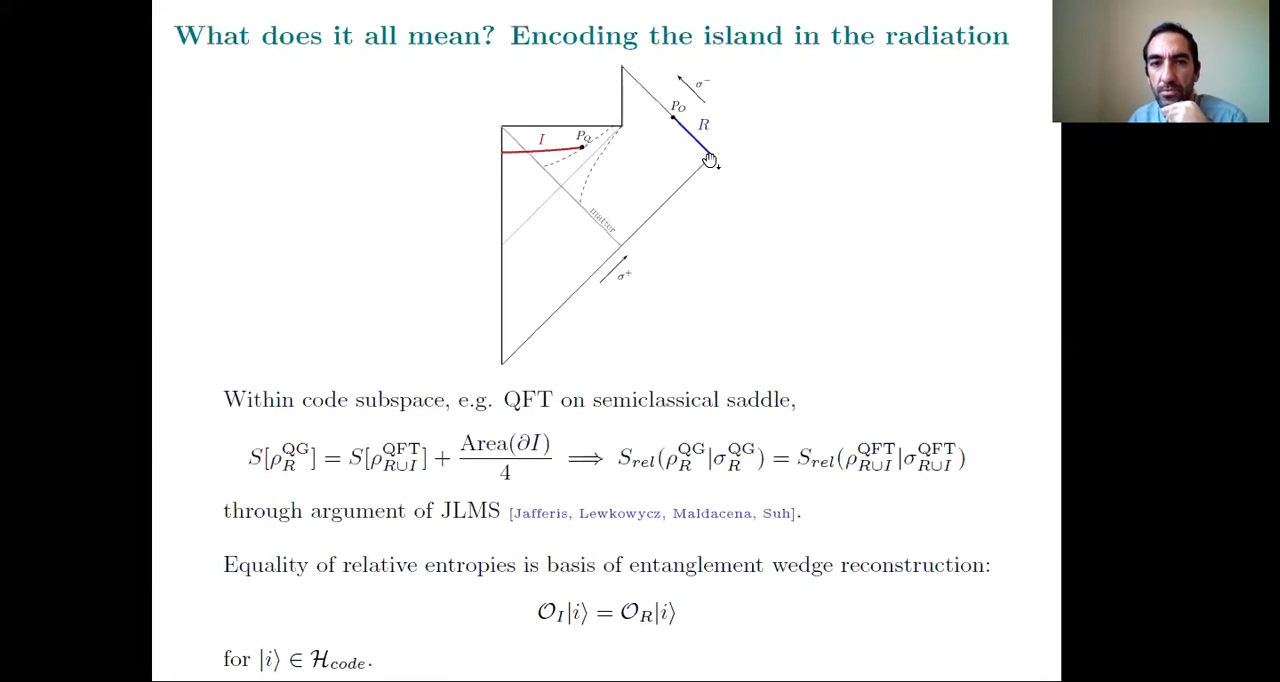 What does it all mean? Encoding the island in the radiation
σ⁻
P_O
R
I
P_Q
matter
σ⁺
Within code subspace, e.g. QFT on semiclassical saddle,
S[ρ_R^QG] = S[ρ_{R∪I}^QFT] + Area(∂I)/4 ⟹ S_rel(ρ_R^QG|σ_R^QG) = S_rel(ρ_{R∪I}^QFT|σ_{R∪I}^QFT)
through argument of JLMS [Jafferis, Lewkowycz, Maldacena, Suh].
Equality of relative entropies is basis of entanglement wedge reconstruction:
𝒪_I|i⟩ = 𝒪_R|i⟩
for |i⟩ ∈ ℋ_code.